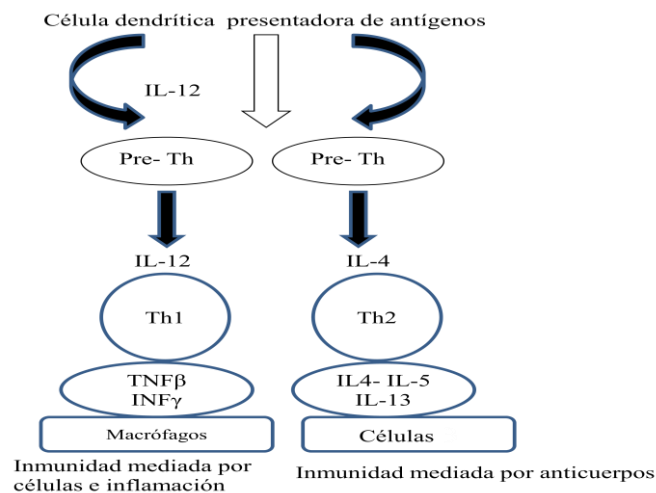 Célula dendrítica presentadora de antígenos
IL-12
Pre- Th
Pre- Th
IL-12
IL-4
Th1
Th2
TNFβ
INFγ
IL4- IL-5
IL-13
Macrófagos
Células
Inmunidad mediada por
células e inflamación
Inmunidad mediada por anticuerpos